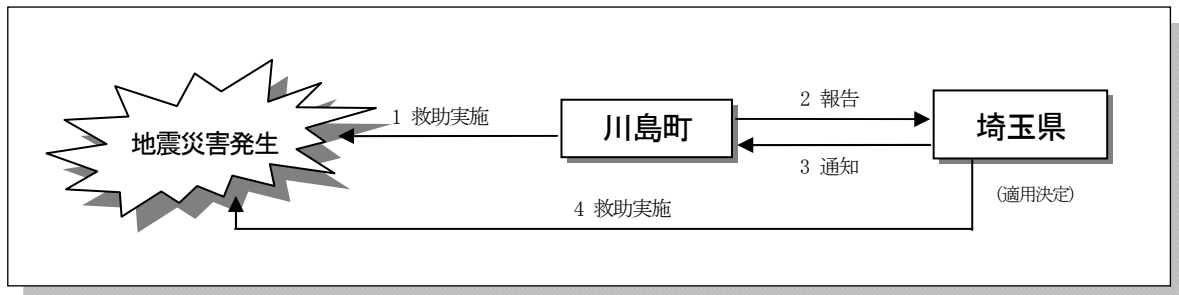 地震災害発生
1 救助実施
川島町
2 報告
3 通知
埼玉県
(適用決定)
4 救助実施